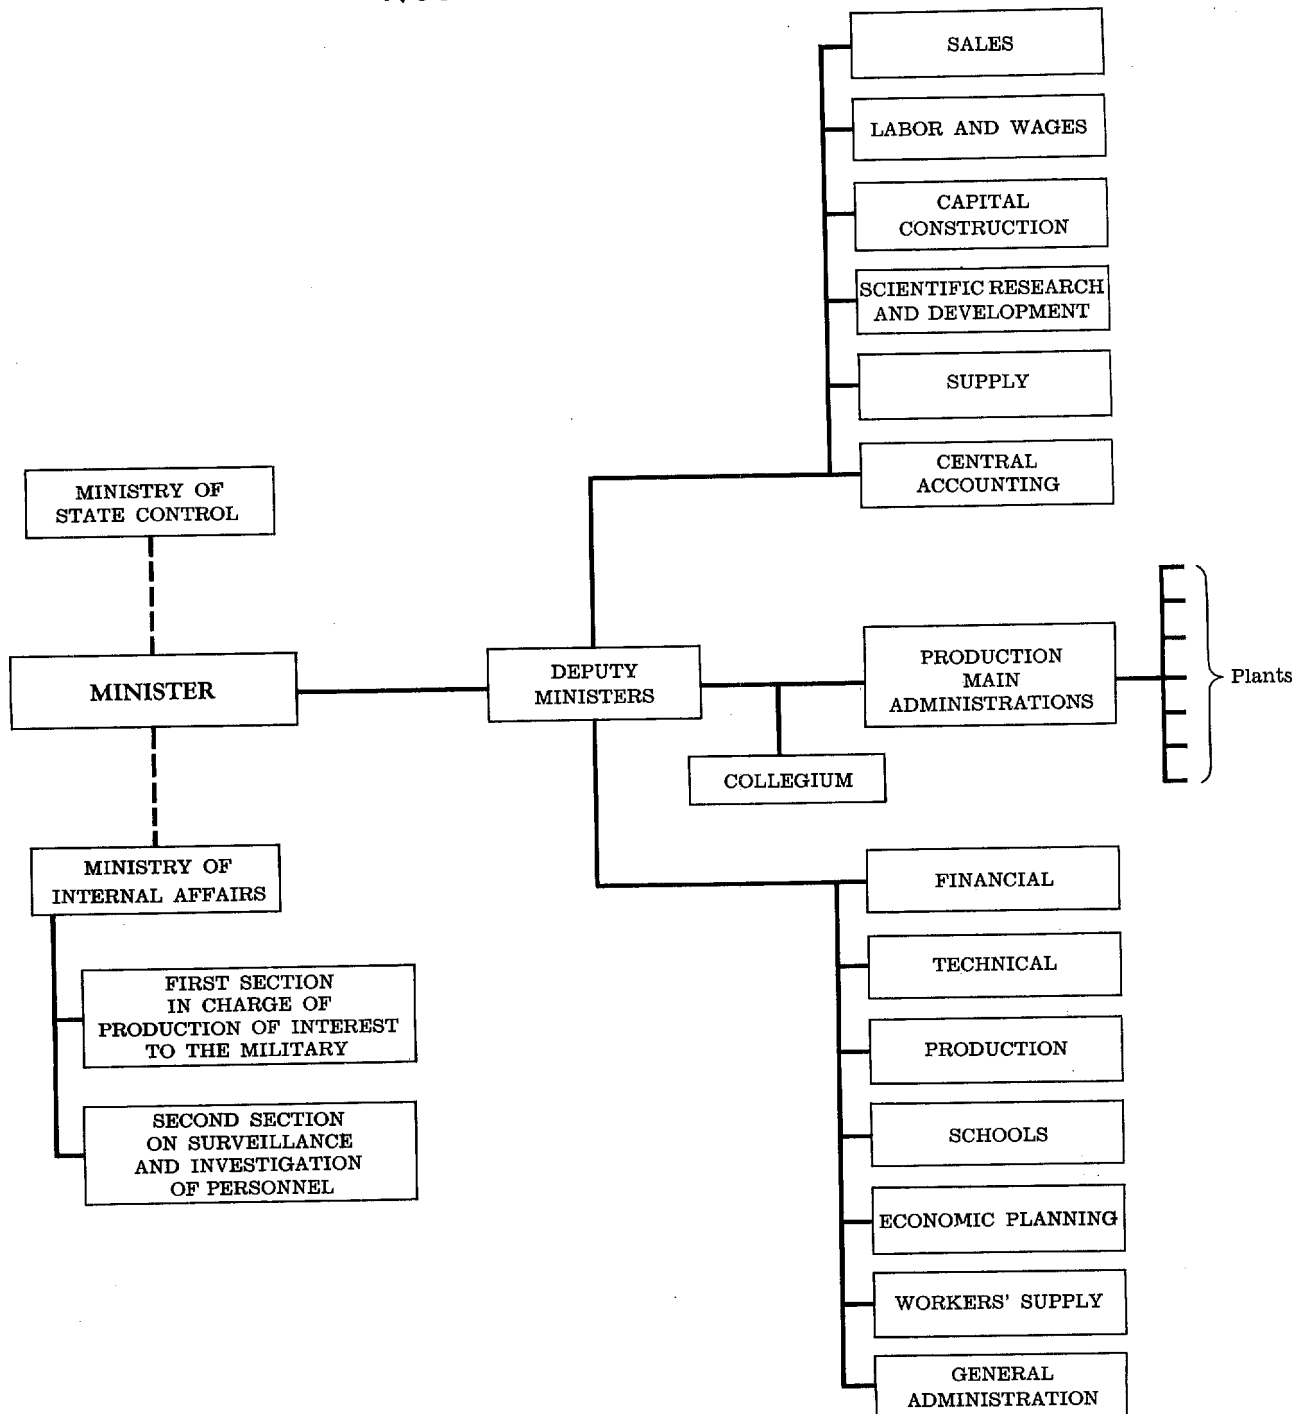 SALES
LABOR AND WAGES
CAPITAL
CONSTRUCTION
SCIENTIFIC RESEARCH
AND DEVELOPMENT
SUPPLY
CENTRAL
ACCOUNTING
MINISTRY OF
STATE CONTROL
MINISTER
DEPUTY
MINISTERS
PRODUCTION
MAIN
ADMINISTRATIONS
Plants
COLLEGIUM
MINISTRY OF
INTERNAL AFFAIRS
FIRST SECTION
IN CHARGE OF
PRODUCTION OF INTEREST
TO THE MILITARY
SECOND SECTION
ON SURVEILLANCE
AND INVESTIGATION
OF PERSONNEL
FINANCIAL
TECHNICAL
PRODUCTION
SCHOOLS
ECONOMIC PLANNING
WORKERS' SUPPLY
GENERAL
ADMINISTRATION